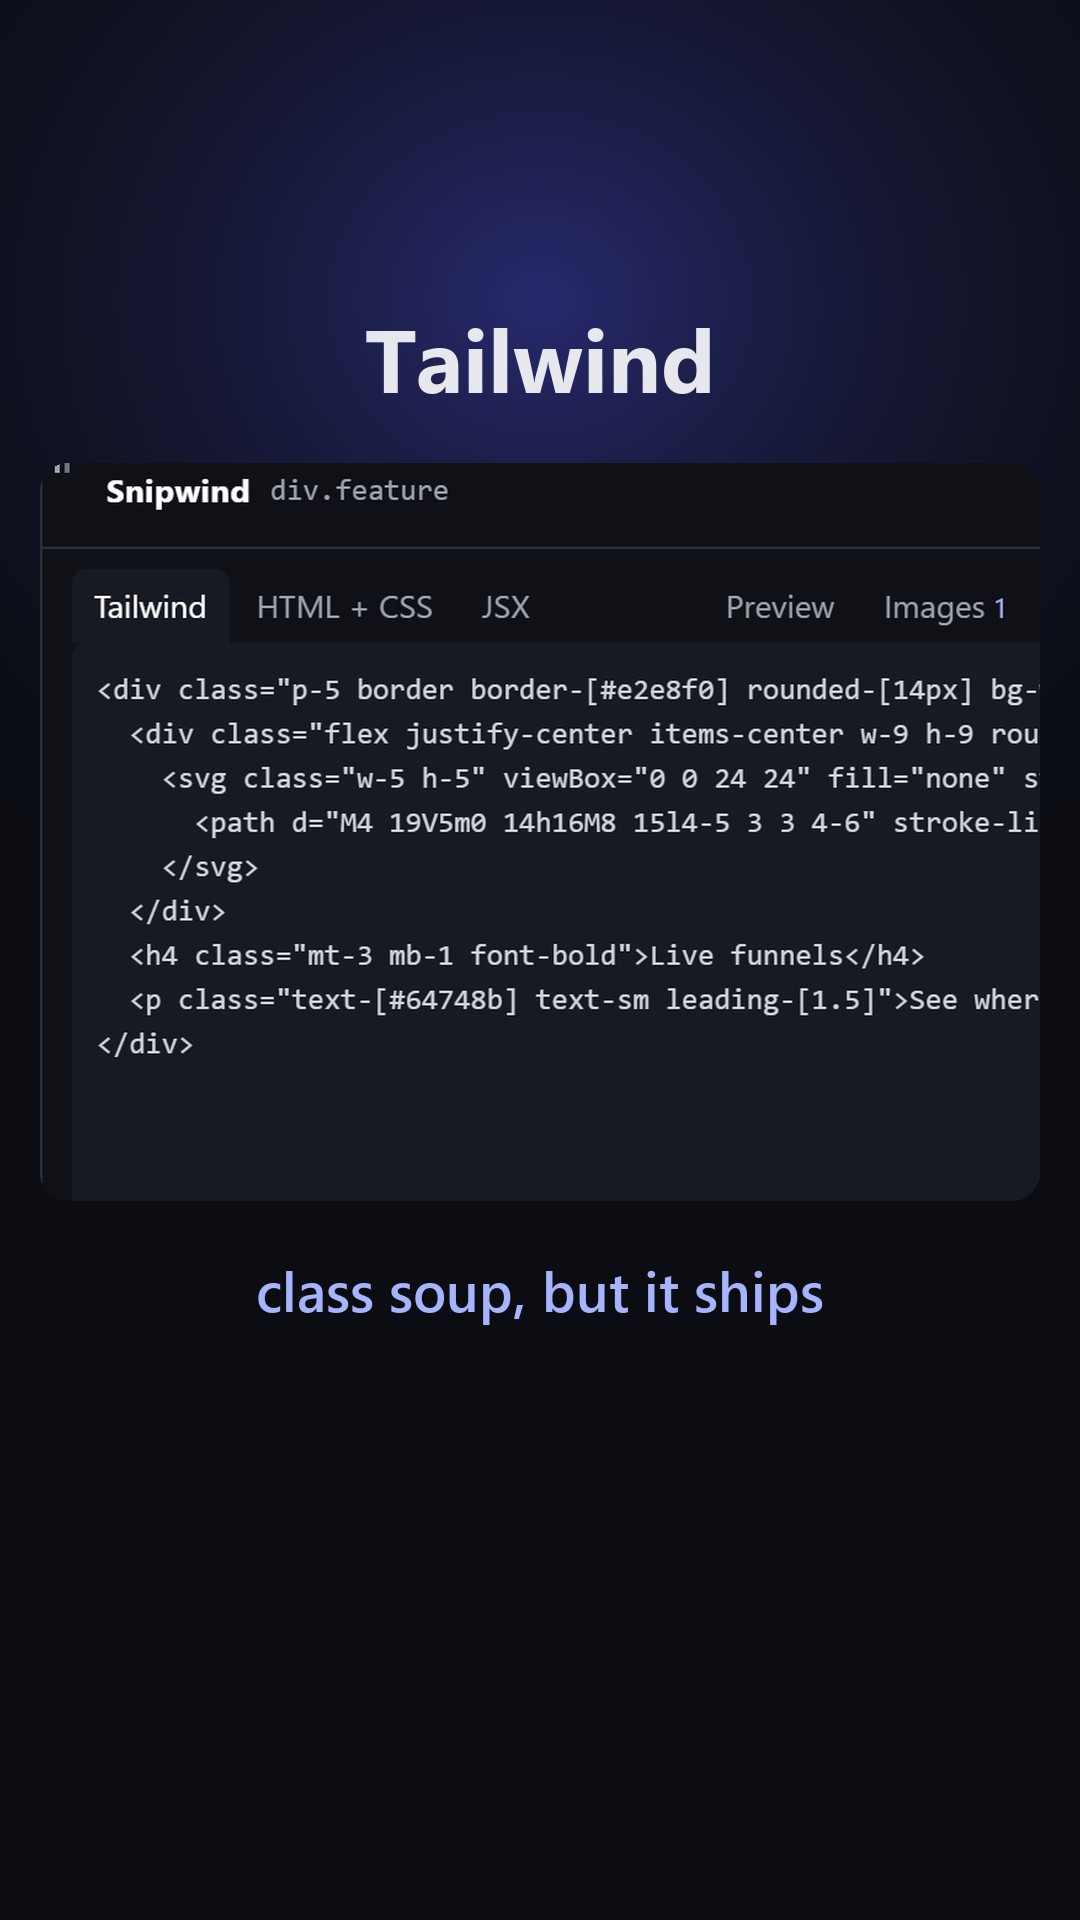 Tailwind
Snipwind div.feature
Tailwind HTML + CSS JSX Preview Images 1
<div class="p-5 border border-[#e2e8f0] rounded-[14px] bg-
  <div class="flex justify-center items-center w-9 h-9 rou
    <svg class="w-5 h-5" viewBox="0 0 24 24" fill="none" s
      <path d="M4 19V5m0 14h16M8 15l4-5 3 3 4-6" stroke-li
    </svg>
  </div>
  <h4 class="mt-3 mb-1 font-bold">Live funnels</h4>
  <p class="text-[#64748b] text-sm leading-[1.5]">See wher
</div>
class soup, but it ships